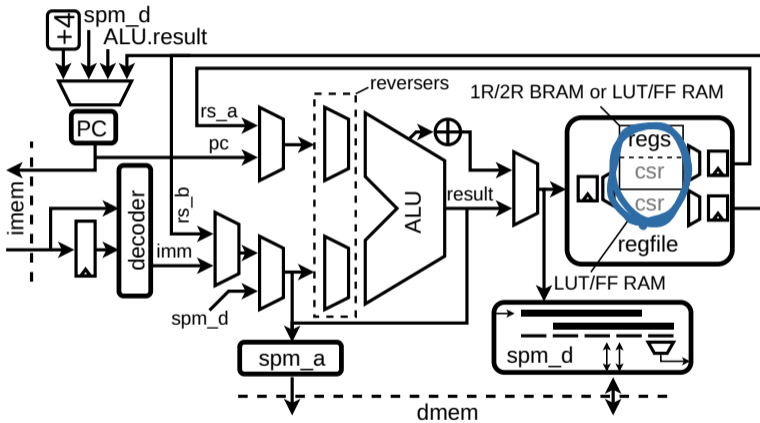 +4
spm_d
ALU.result
reversers
1R/2R BRAM or LUT/FF RAM
rs_a
PC
pc
regs
csr
csr
imem
decoder
rs_b
ALU
result
imm
regfile
LUT/FF RAM
spm_d
spm_a
spm_d
dmem